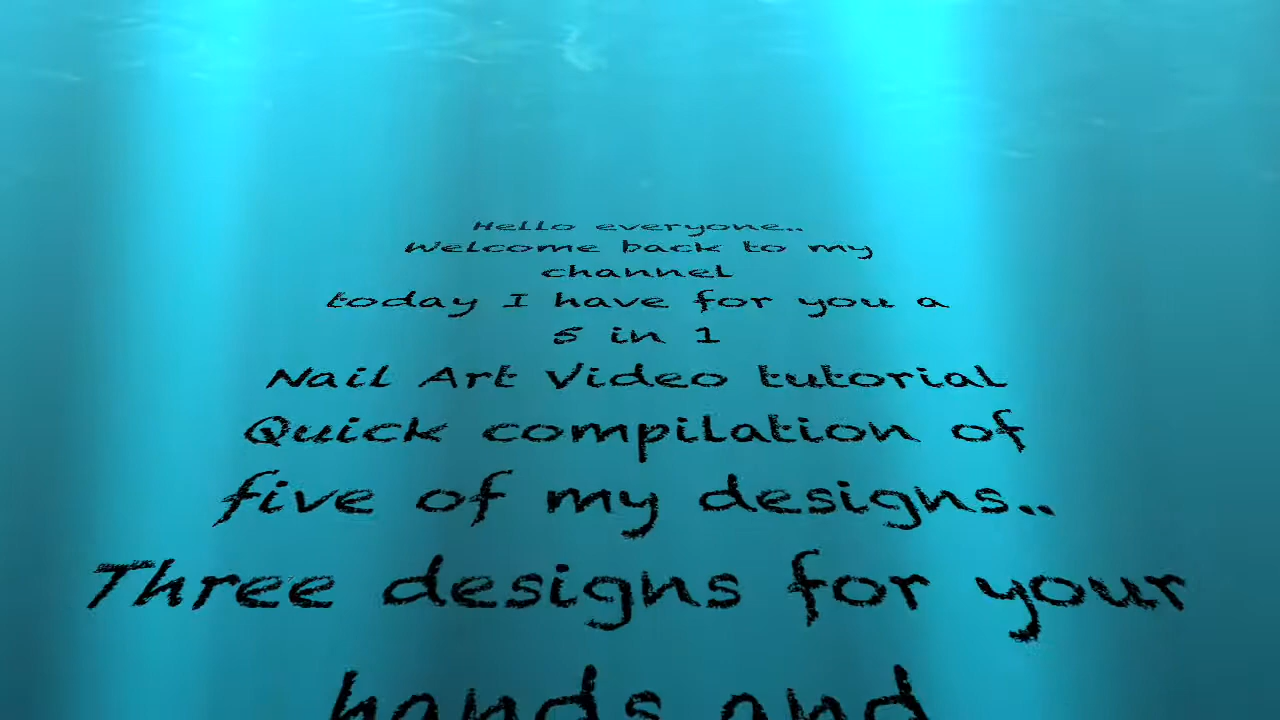 Hello everyone..
Welcome back to my
channel
today I have for you a
5 in 1
Nail Art Video tutorial
Quick compilation of
five of my designs..
Three designs for your
hands and